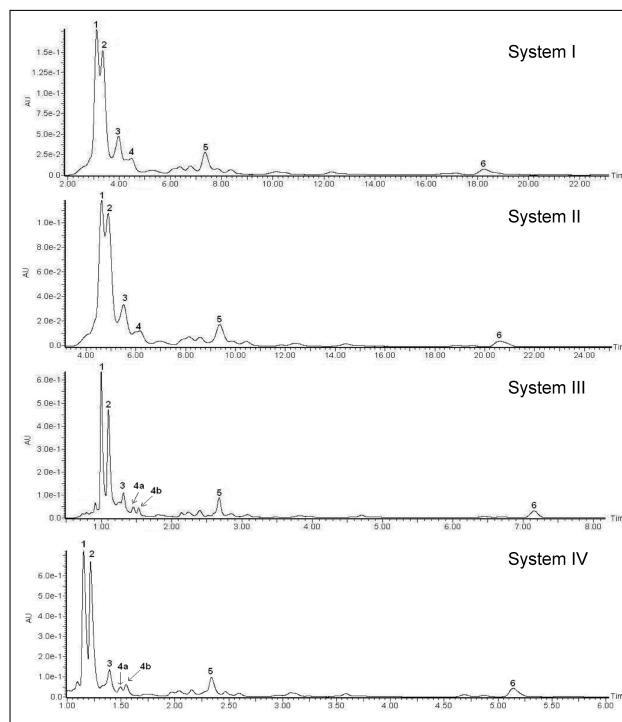 System I
1
2
3
4
5
6
AU
1.5e-1
1.25e-1
1.0e-1
7.5e-2
5.0e-2
2.5e-2
0.0
2.00 4.00 6.00 8.00 10.00 12.00 14.00 16.00 18.00 20.00 22.00 Tim
System II
1
2
3
4
5
6
AU
1.0e-1
8.0e-2
6.0e-2
4.0e-2
2.0e-2
0.0
4.00 6.00 8.00 10.00 12.00 14.00 16.00 18.00 20.00 22.00 24.00 Tim
System III
1
2
3
4a
4b
5
6
AU
6.0e-1
5.0e-1
4.0e-1
3.0e-1
2.0e-1
1.0e-1
0.0
1.00 2.00 3.00 4.00 5.00 6.00 7.00 8.00 Tim
System IV
1
2
3
4a
4b
5
6
AU
6.0e-1
5.0e-1
4.0e-1
3.0e-1
2.0e-1
1.0e-1
0.0
1.00 1.50 2.00 2.50 3.00 3.50 4.00 4.50 5.00 5.50 6.00 Tim